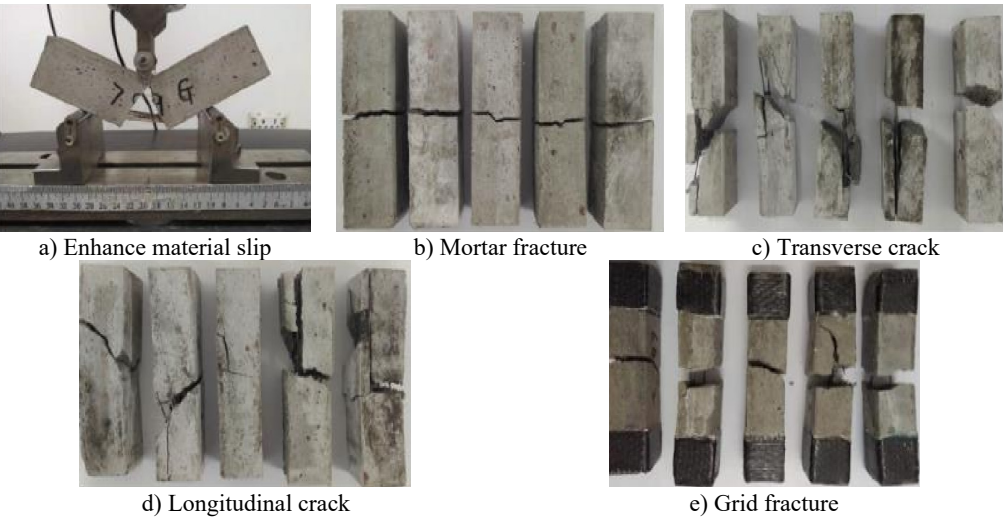 a) Enhance material slip
b) Mortar fracture
c) Transverse crack
d) Longitudinal crack
e) Grid fracture